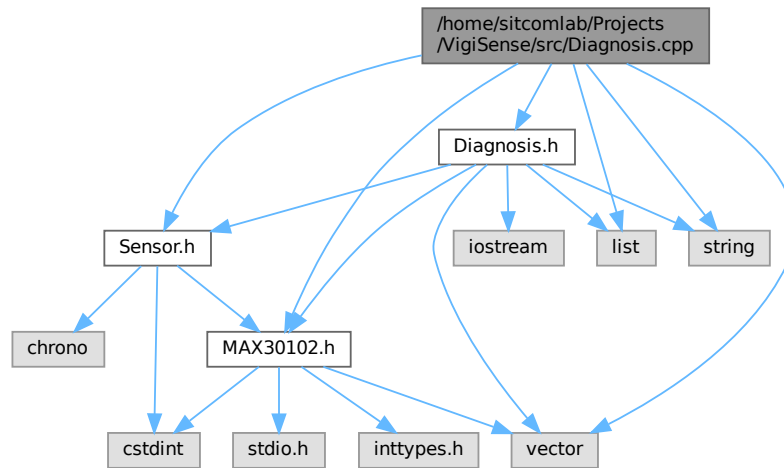 /home/sitcomlab/Projects
/VigiSense/src/Diagnosis.cpp
Diagnosis.h
Sensor.h
iostream
list
string
chrono
MAX30102.h
cstdint
stdio.h
inttypes.h
vector